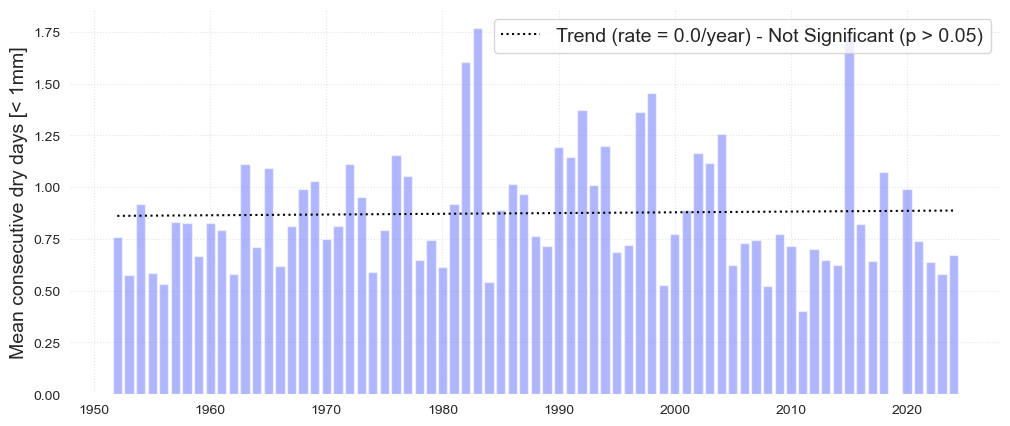 Trend (rate = 0.0/year) - Not Significant (p > 0.05)
Mean consecutive dry days [< 1mm]
1.75
1.50
1.25
1.00
0.75
0.50
0.25
0.00
1950 1960 1970 1980 1990 2000 2010 2020